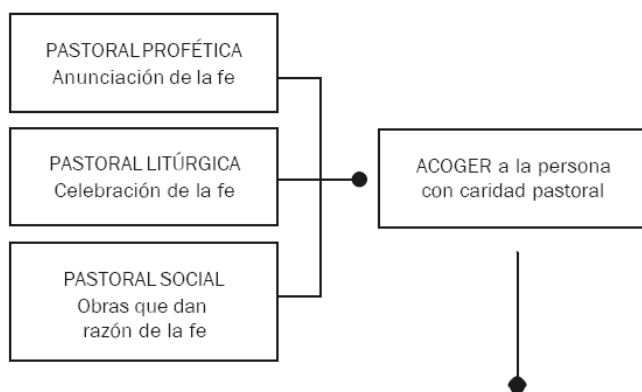 PASTORAL PROFÉTICA
Anunciación de la fe
PASTORAL LITÚRGICA
Celebración de la fe
PASTORAL SOCIAL
Obras que dan
razón de la fe
ACOGER a la persona
con caridad pastoral